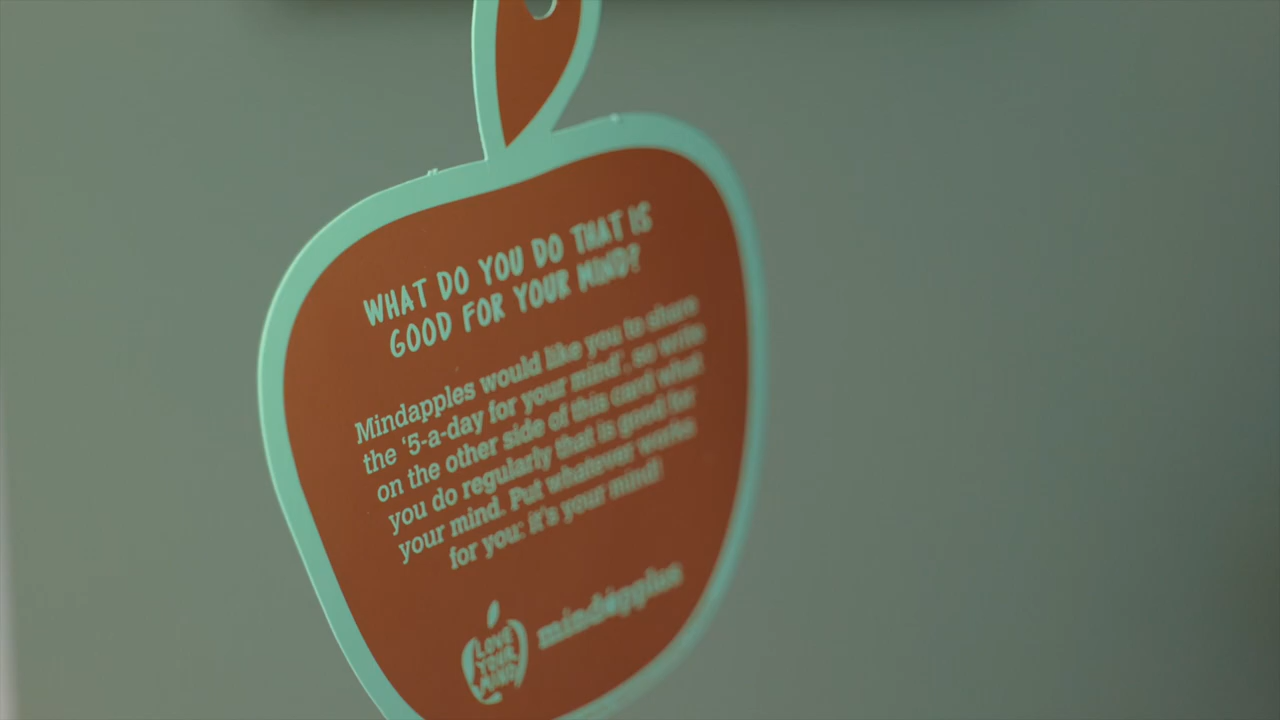 WHAT DO YOU DO THAT IS
GOOD FOR YOUR MIND?
Mindapples would like you to share
the '5-a-day for your mind', so write
on the other side of this card what
you do regularly that is good for
your mind. Put whatever works
for you: it's your mind!
LOVE
YOUR
MIND
mindapples